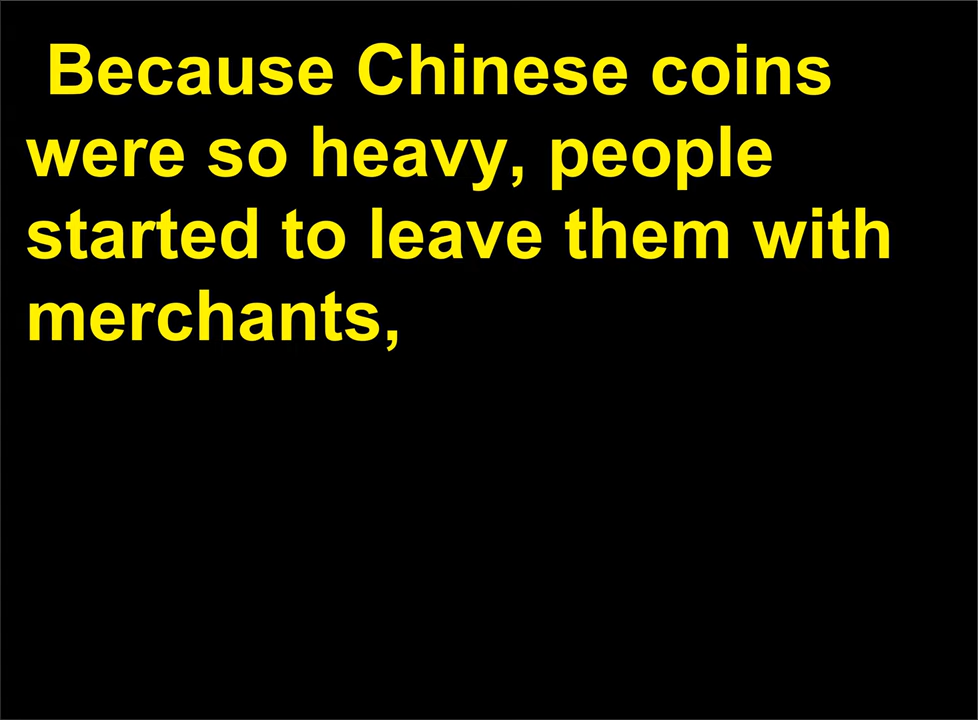 Because Chinese coins
were so heavy, people
started to leave them with
merchants,